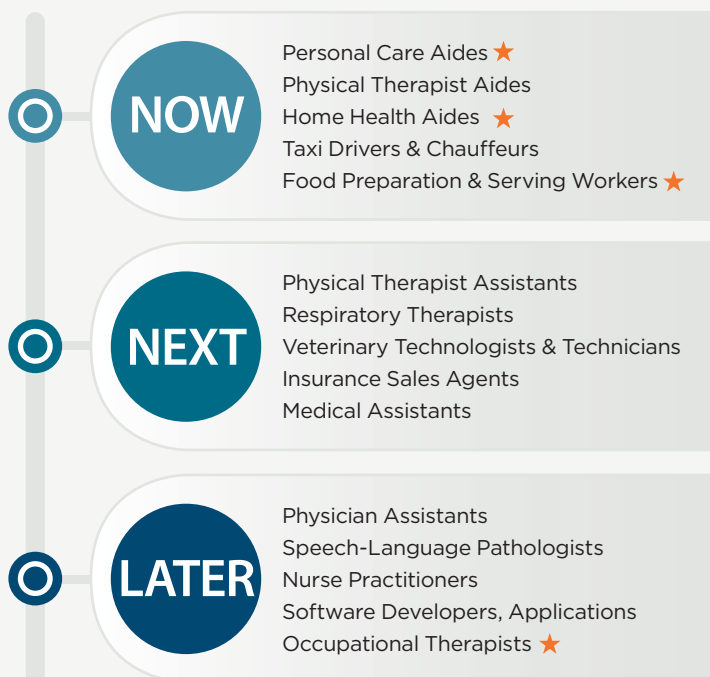 NOW
Personal Care Aides
Physical Therapist Aides
Home Health Aides
Taxi Drivers & Chauffeurs
Food Preparation & Serving Workers
NEXT
Physical Therapist Assistants
Respiratory Therapists
Veterinary Technologists & Technicians
Insurance Sales Agents
Medical Assistants
LATER
Physician Assistants
Speech-Language Pathologists
Nurse Practitioners
Software Developers, Applications
Occupational Therapists